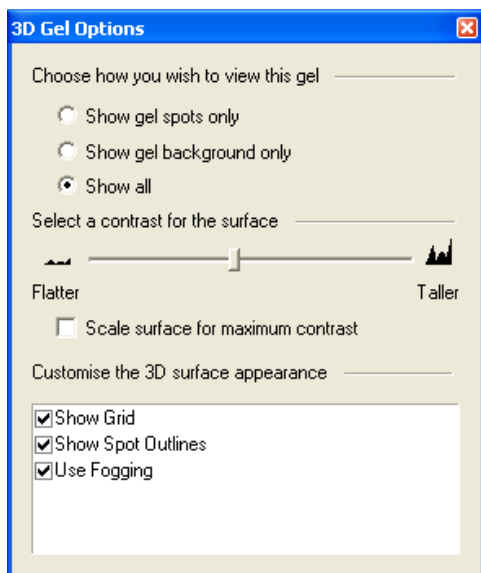 3D Gel Options
Choose how you wish to view this gel
Show gel spots only
Show gel background only
Show all
Select a contrast for the surface
Flatter Taller
Scale surface for maximum contrast
Customise the 3D surface appearance
Show Grid
Show Spot Outlines
Use Fogging